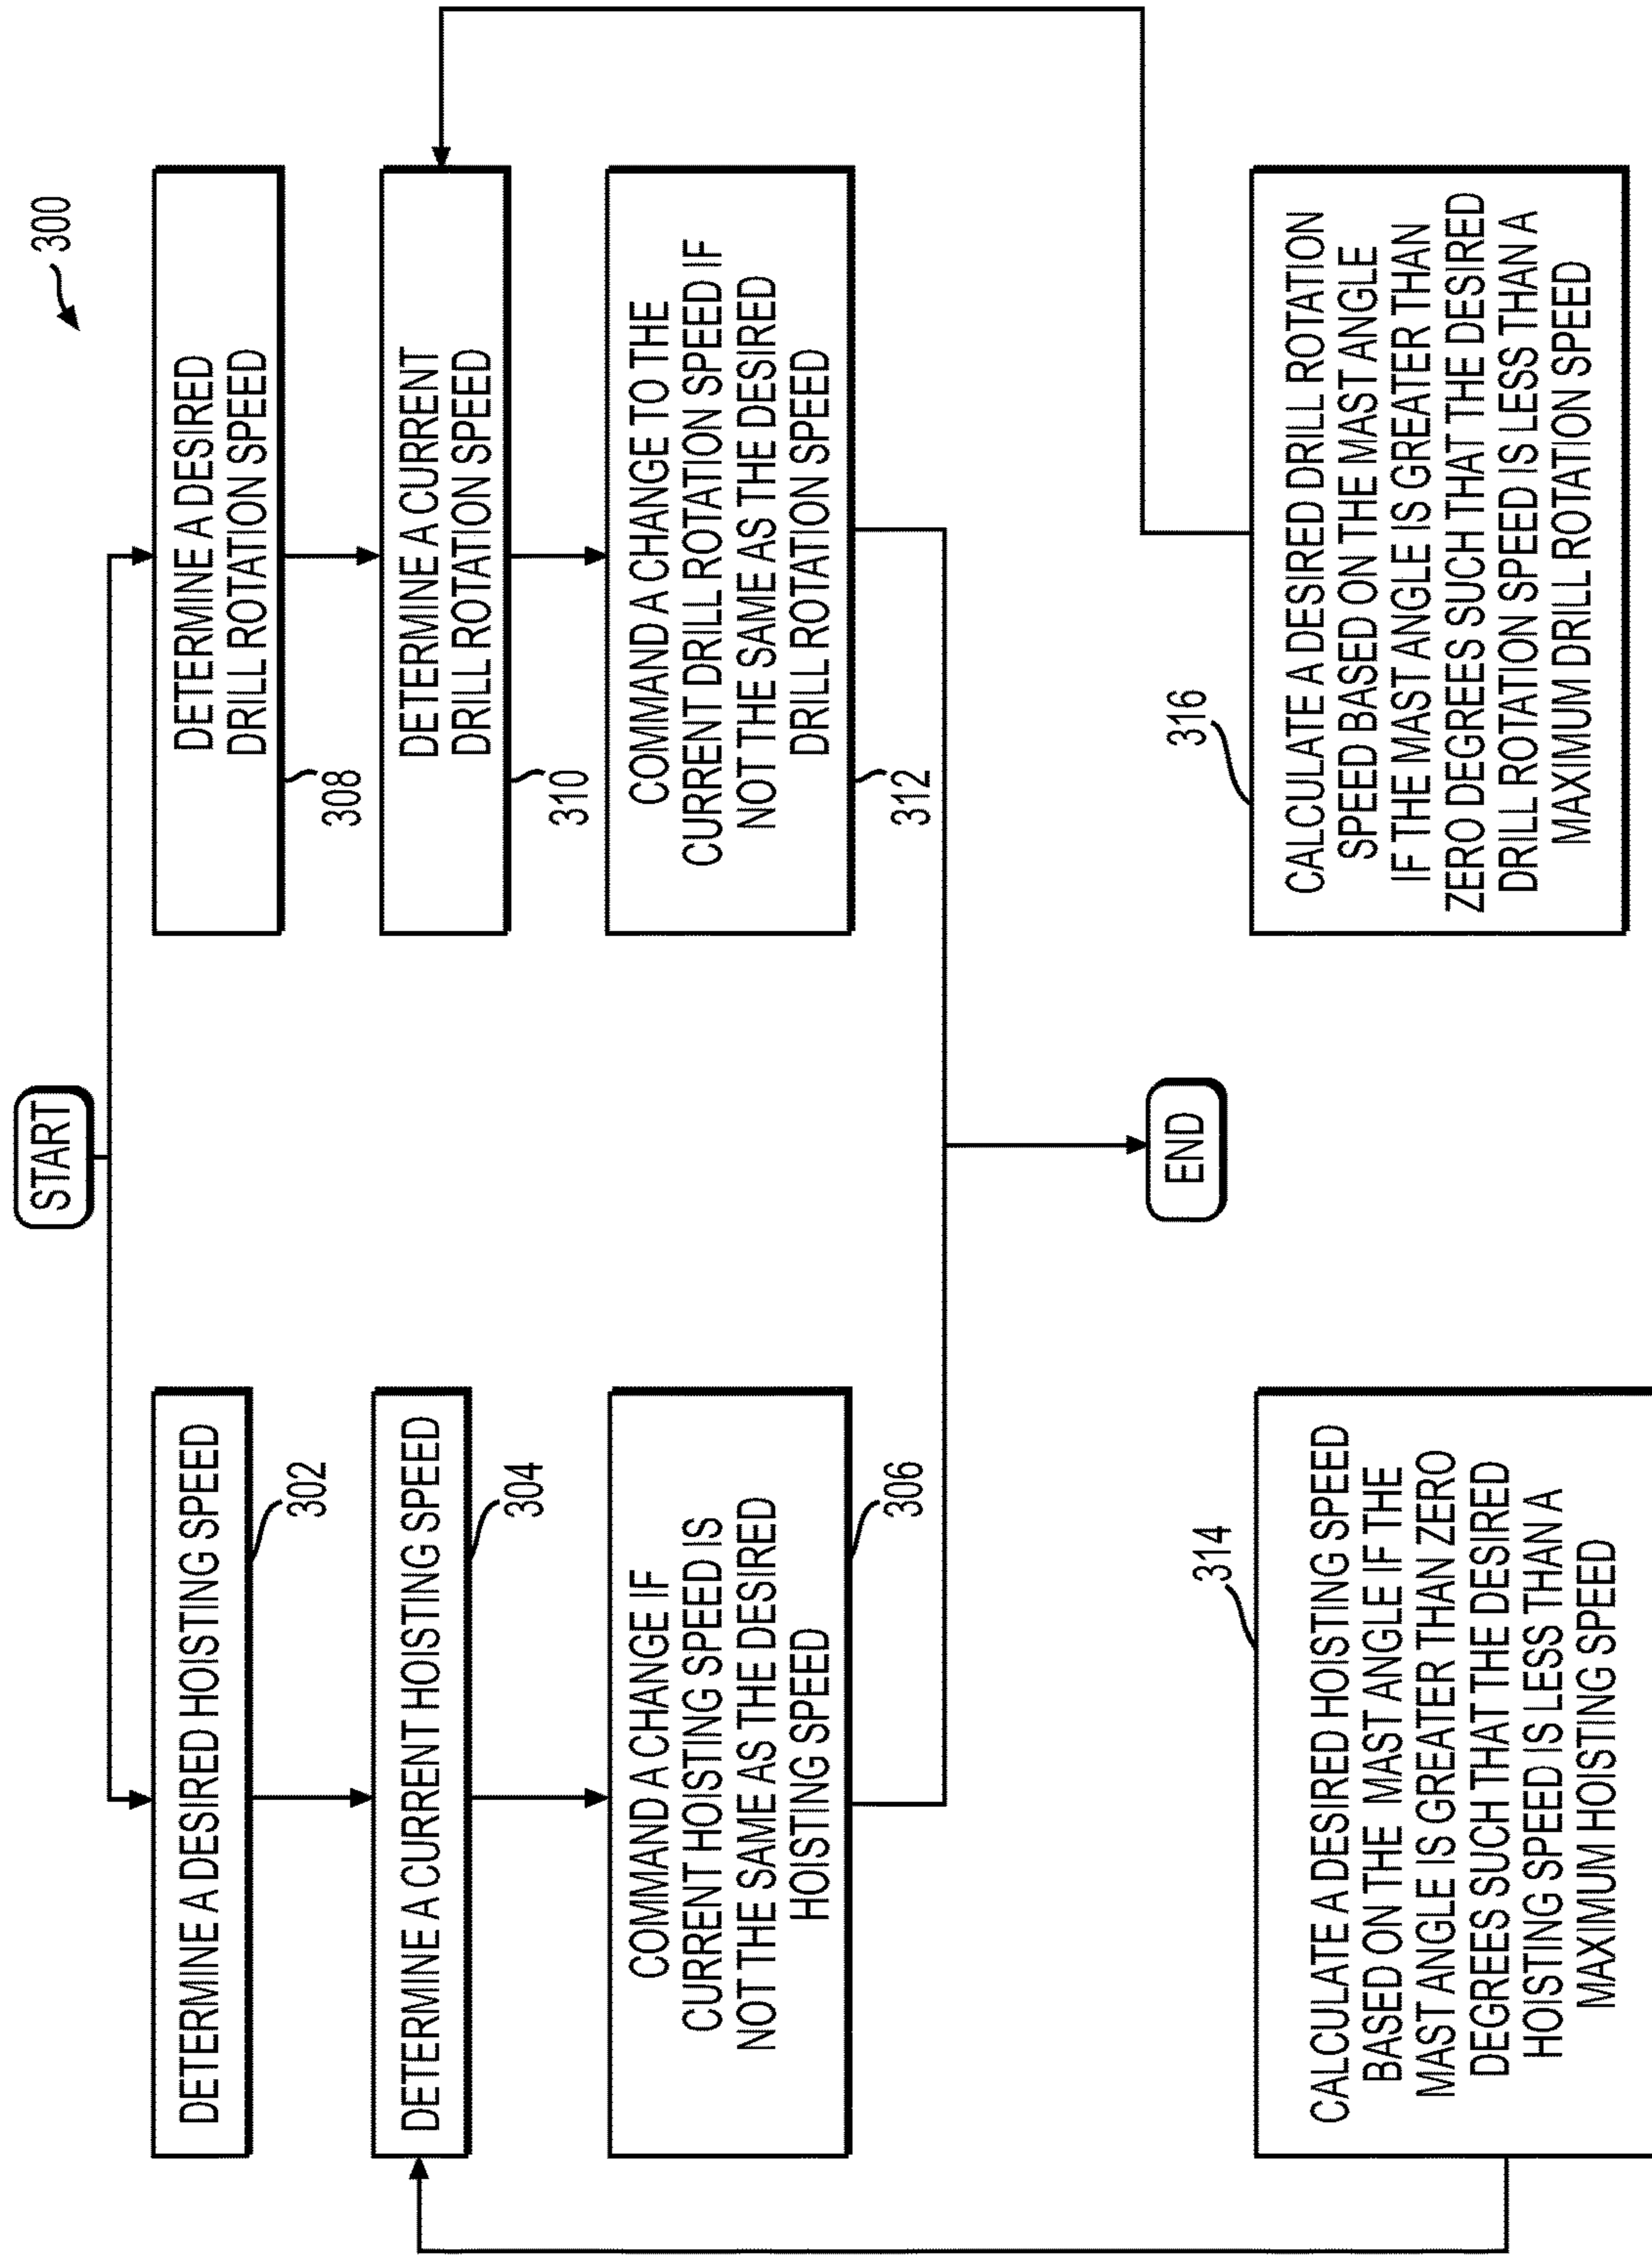 300
START
DETERMINE A DESIRED HOISTING SPEED
302
DETERMINE A CURRENT HOISTING SPEED
304
COMMAND A CHANGE IF
CURRENT HOISTING SPEED IS
NOT THE SAME AS THE DESIRED
HOISTING SPEED
306
DETERMINE A DESIRED
DRILL ROTATION SPEED
308
DETERMINE A CURRENT
DRILL ROTATION SPEED
310
COMMAND A CHANGE TO THE
CURRENT DRILL ROTATION SPEED IF
NOT THE SAME AS THE DESIRED
DRILL ROTATION SPEED
312
END
314
CALCULATE A DESIRED HOISTING SPEED
BASED ON THE MAST ANGLE IF THE
MAST ANGLE IS GREATER THAN ZERO
DEGREES SUCH THAT THE DESIRED
HOISTING SPEED IS LESS THAN A
MAXIMUM HOISTING SPEED
316
CALCULATE A DESIRED DRILL ROTATION
SPEED BASED ON THE MAST ANGLE
IF THE MAST ANGLE IS GREATER THAN
ZERO DEGREES SUCH THAT THE DESIRED
DRILL ROTATION SPEED IS LESS THAN A
MAXIMUM DRILL ROTATION SPEED